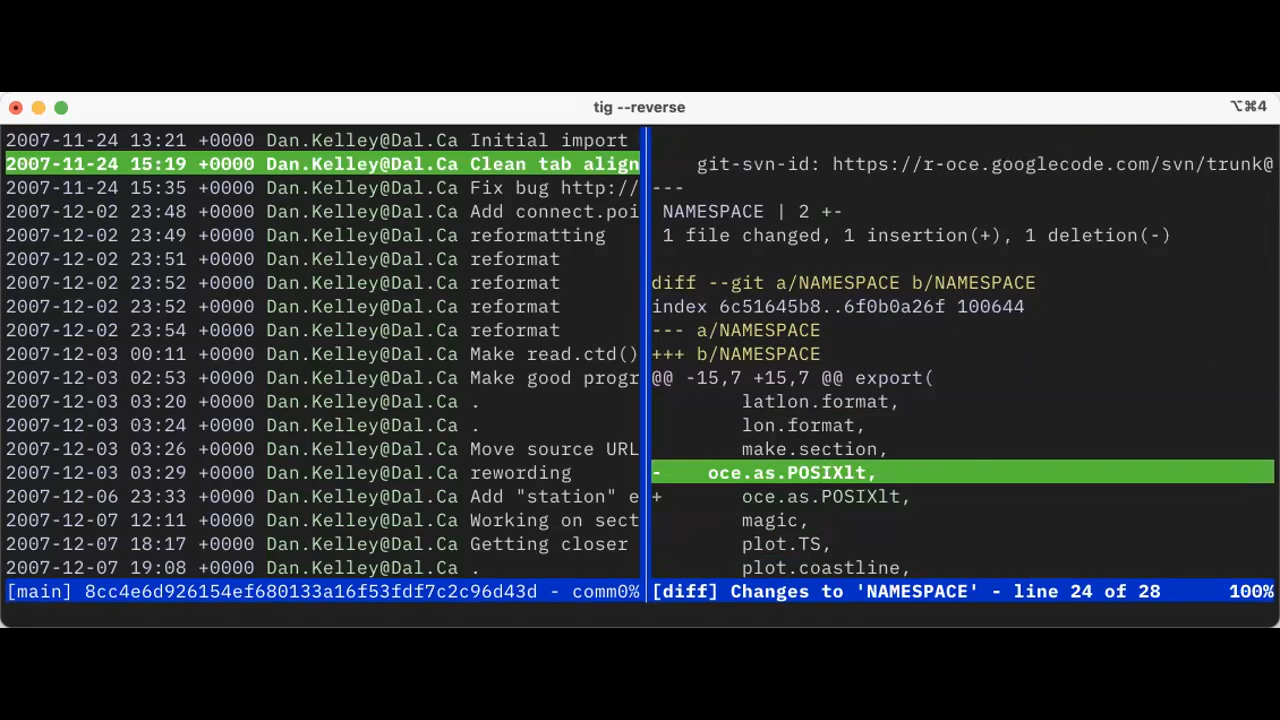 tig --reverse
⌥⌘4
2007-11-24 13:21 +0000 Dan.Kelley@Dal.Ca Initial import
2007-11-24 15:19 +0000 Dan.Kelley@Dal.Ca Clean tab align
2007-11-24 15:35 +0000 Dan.Kelley@Dal.Ca Fix bug http://
2007-12-02 23:48 +0000 Dan.Kelley@Dal.Ca Add connect.poi
2007-12-02 23:49 +0000 Dan.Kelley@Dal.Ca reformatting
2007-12-02 23:51 +0000 Dan.Kelley@Dal.Ca reformat
2007-12-02 23:52 +0000 Dan.Kelley@Dal.Ca reformat
2007-12-02 23:52 +0000 Dan.Kelley@Dal.Ca reformat
2007-12-02 23:54 +0000 Dan.Kelley@Dal.Ca reformat
2007-12-03 00:11 +0000 Dan.Kelley@Dal.Ca Make read.ctd()
2007-12-03 02:53 +0000 Dan.Kelley@Dal.Ca Make good progr
2007-12-03 03:20 +0000 Dan.Kelley@Dal.Ca .
2007-12-03 03:24 +0000 Dan.Kelley@Dal.Ca .
2007-12-03 03:26 +0000 Dan.Kelley@Dal.Ca Move source URL
2007-12-03 03:29 +0000 Dan.Kelley@Dal.Ca rewording
2007-12-06 23:33 +0000 Dan.Kelley@Dal.Ca Add "station" e
2007-12-07 12:11 +0000 Dan.Kelley@Dal.Ca Working on sect
2007-12-07 18:17 +0000 Dan.Kelley@Dal.Ca Getting closer
2007-12-07 19:08 +0000 Dan.Kelley@Dal.Ca .
[main] 8cc4e6d926154ef680133a16f53fdf7c2c96d43d - comm0%
git-svn-id: https://r-oce.googlecode.com/svn/trunk@
---
NAMESPACE | 2 +-
1 file changed, 1 insertion(+), 1 deletion(-)
diff --git a/NAMESPACE b/NAMESPACE
index 6c51645b8..6f0b0a26f 100644
--- a/NAMESPACE
+++ b/NAMESPACE
@@ -15,7 +15,7 @@ export(
latlon.format,
lon.format,
make.section,
- oce.as.POSIXlt,
+ oce.as.POSIXlt,
magic,
plot.TS,
plot.coastline,
[diff] Changes to 'NAMESPACE' - line 24 of 28 100%